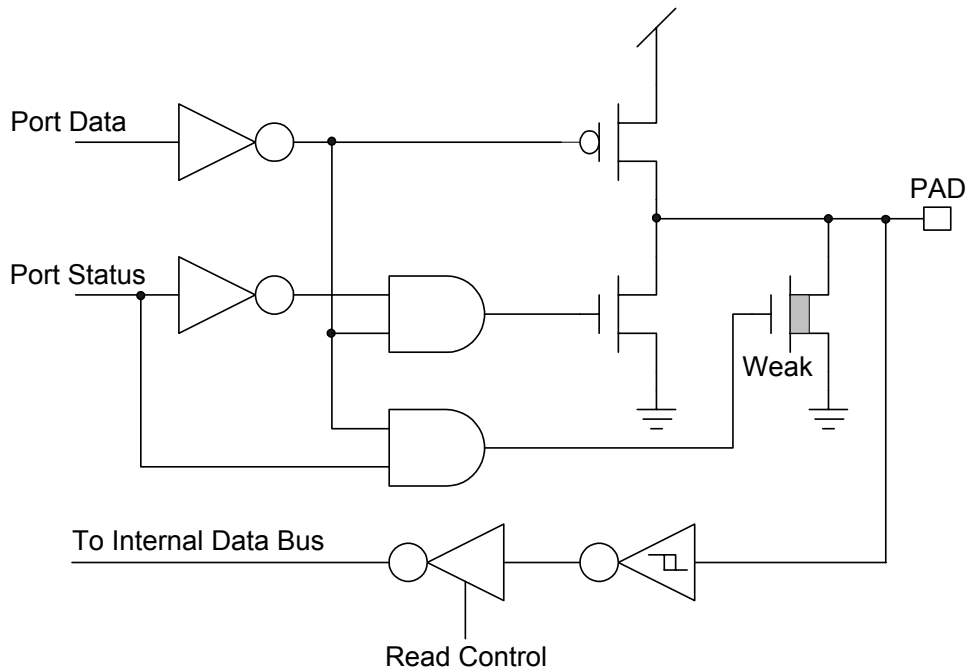 Port Data
PAD
Port Status
Weak
To Internal Data Bus
Read Control